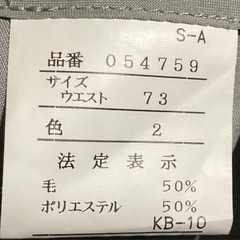 S-A
品番 054759
サイズ
ウエスト 73
色 2
法定表示
毛 50%
ポリエステル 50%
KB-10